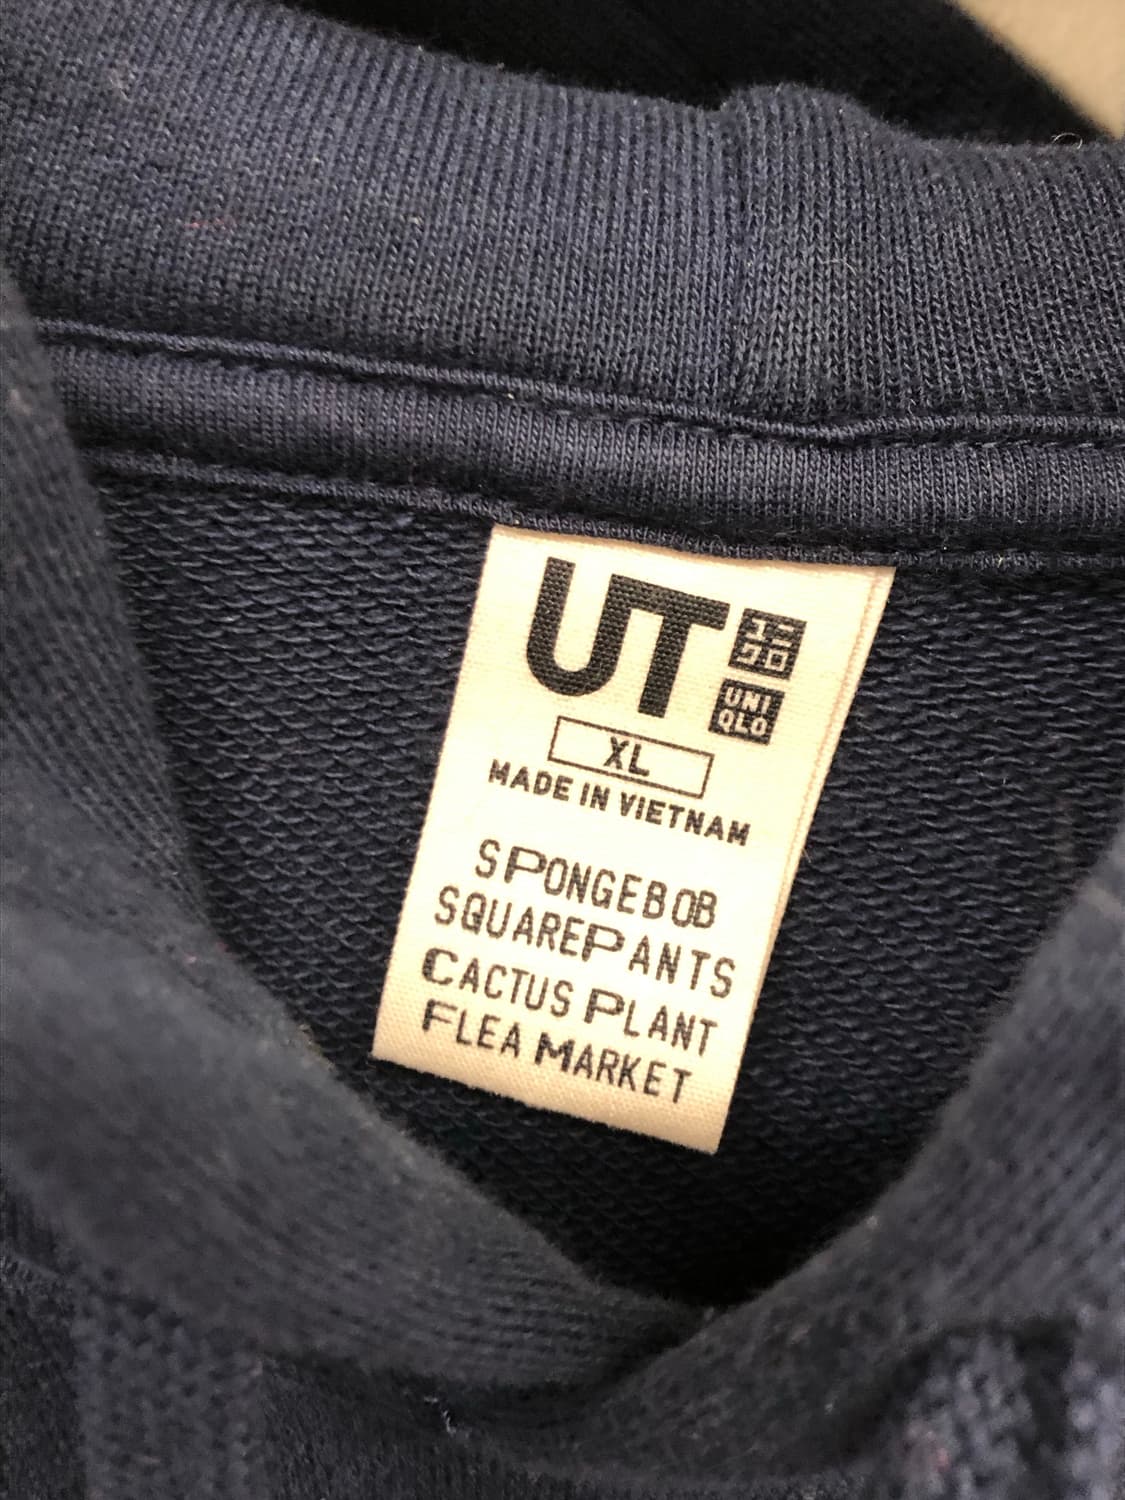 UT
ユニ
クロ
UNI
QLO
XL
MADE IN VIETNAM
SPONGEBOB
SQUAREPANTS
CACTUS PLANT
FLEA MARKET